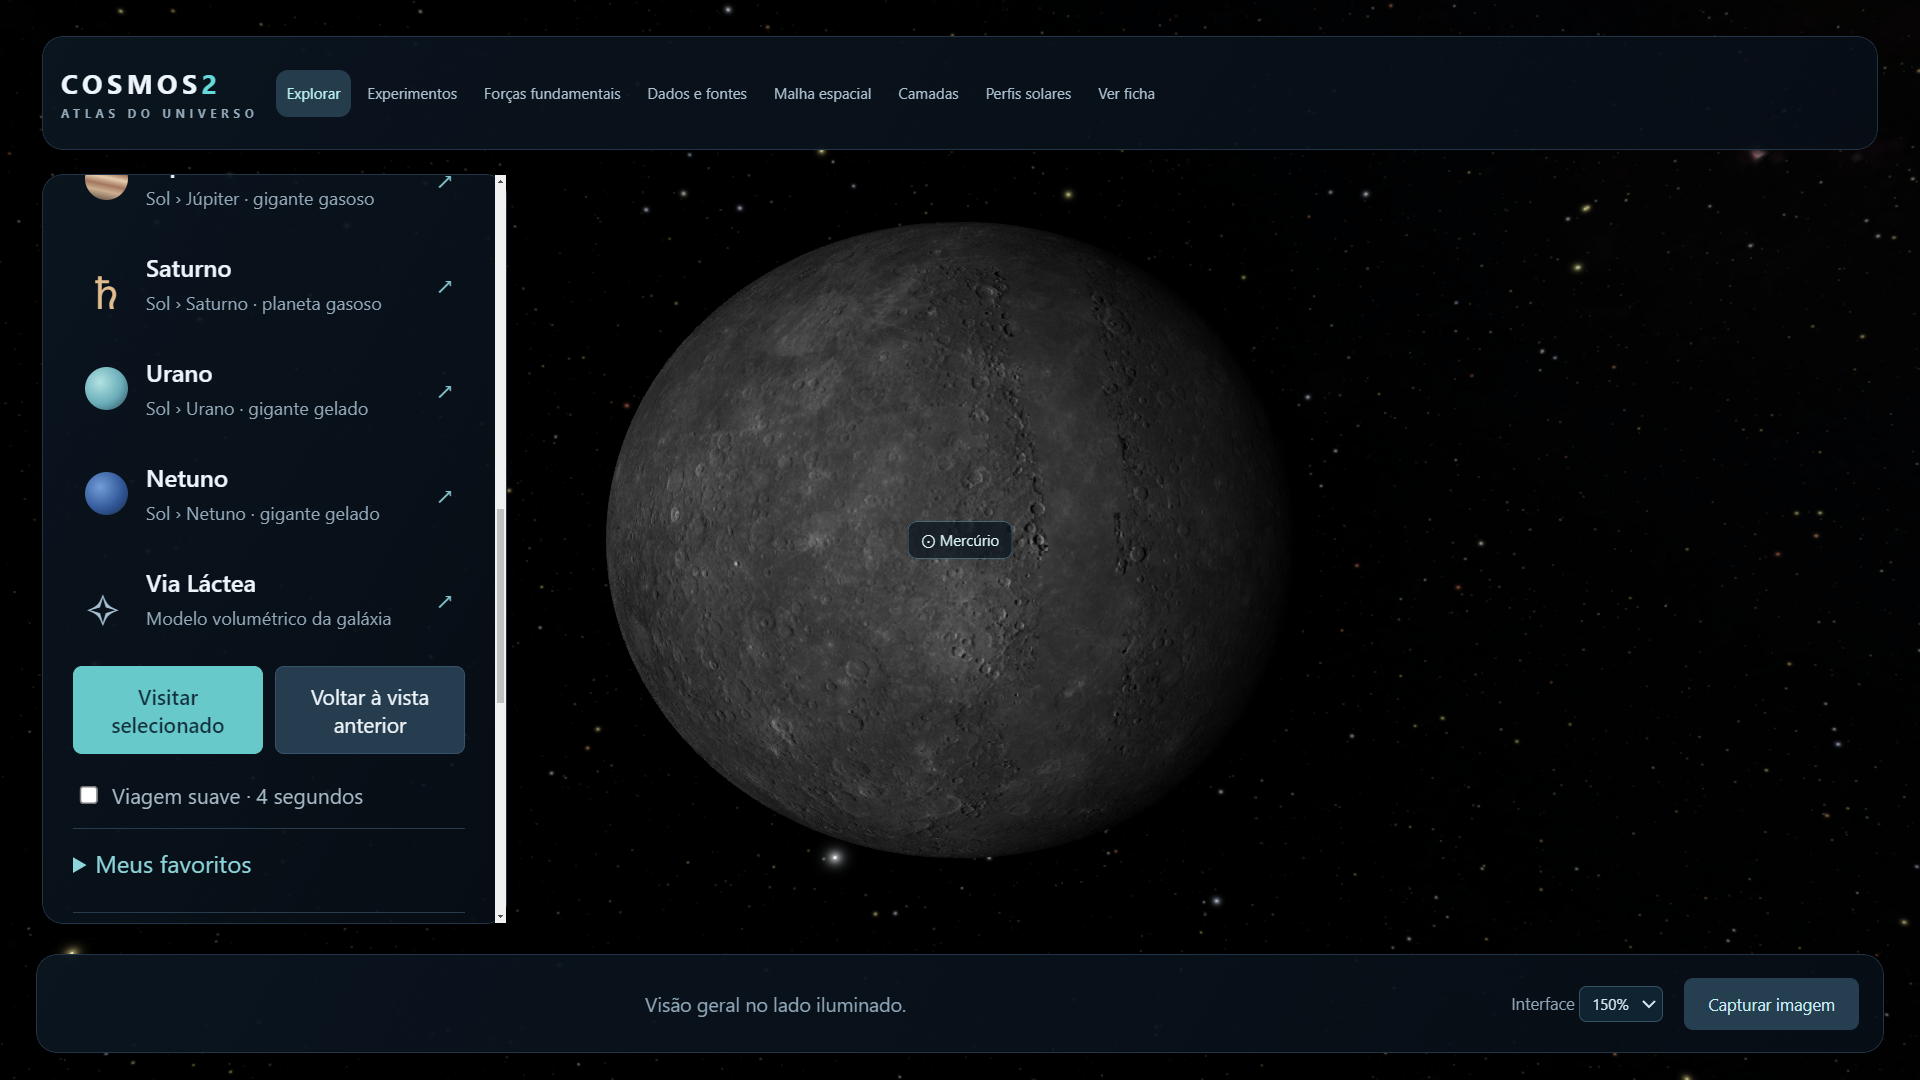 COSMOS2
ATLAS DO UNIVERSO
Explorar
Experimentos
Forças fundamentais
Dados e fontes
Malha espacial
Camadas
Perfis solares
Ver ficha
Sol › Júpiter · gigante gasoso
Saturno
Sol › Saturno · planeta gasoso
Urano
Sol › Urano · gigante gelado
Netuno
Sol › Netuno · gigante gelado
Via Láctea
Modelo volumétrico da galáxia
Visitar
selecionado
Voltar à vista
anterior
Viagem suave · 4 segundos
Meus favoritos
Mercúrio
Visão geral no lado iluminado.
Interface
150%
Capturar imagem